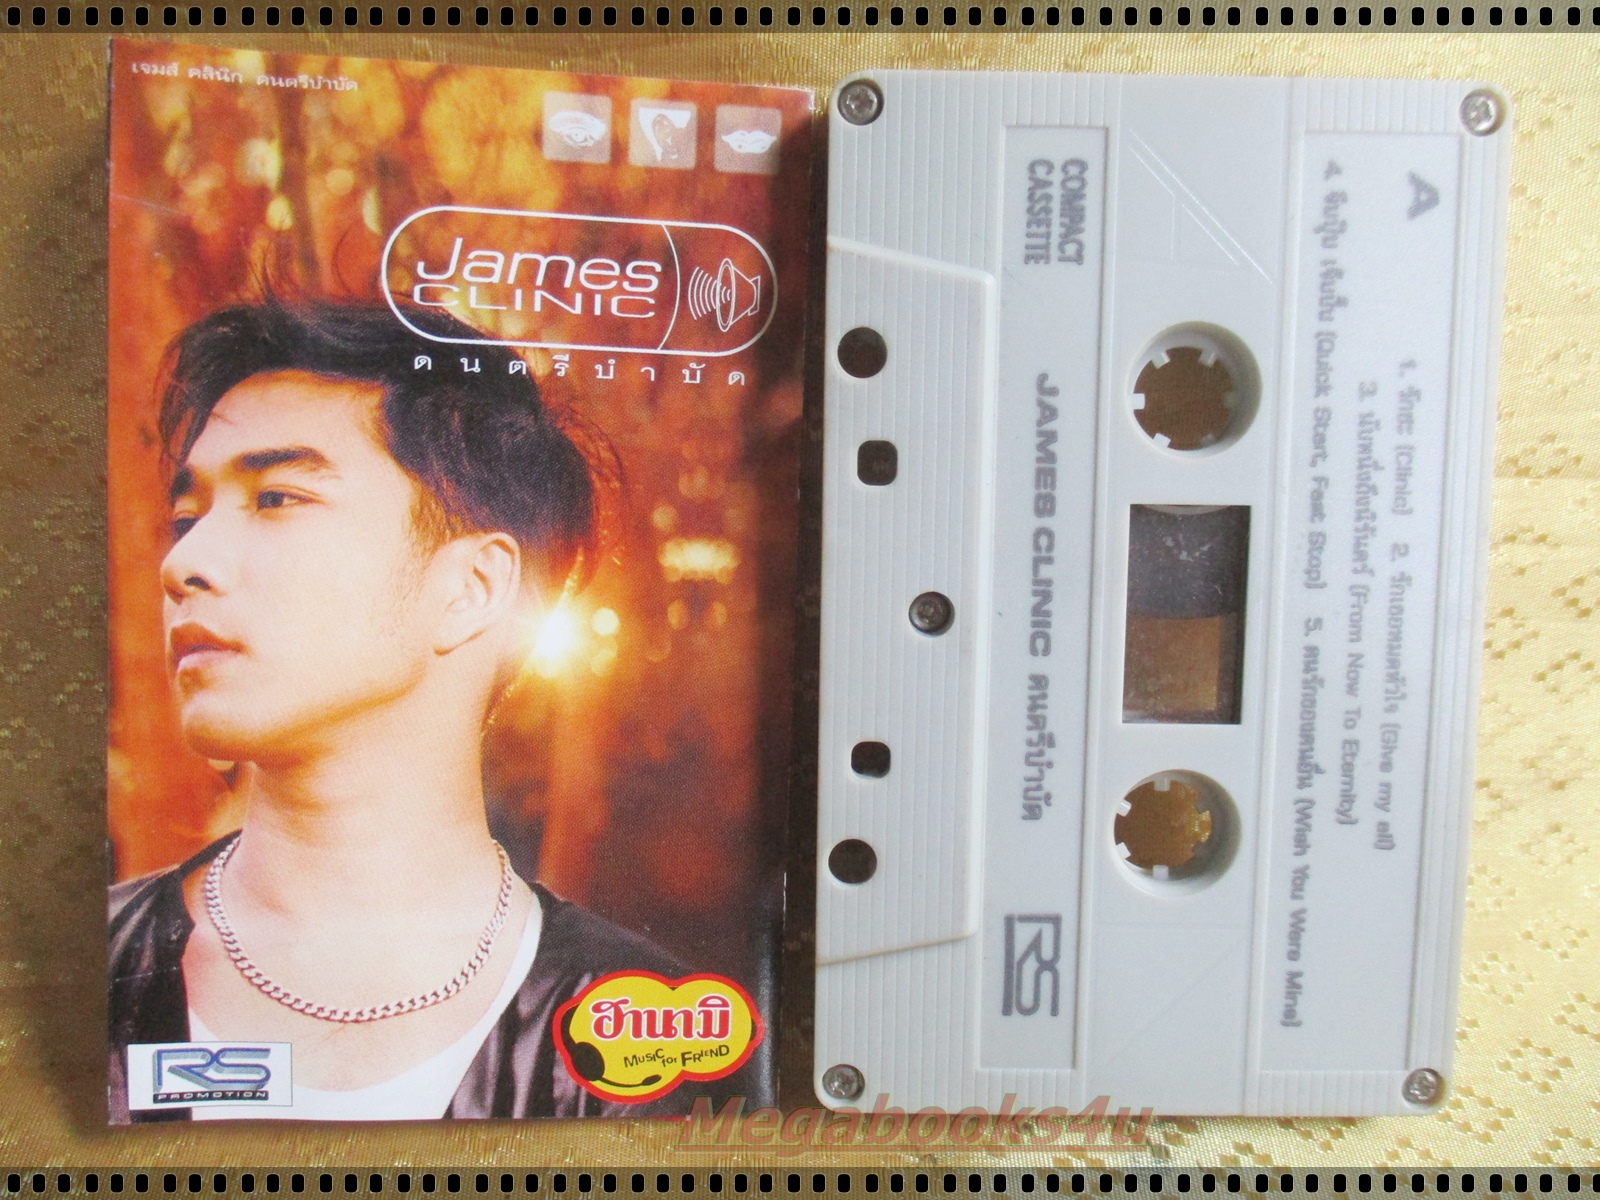 เจมส์ คลินิก ดนตรีบำบัด
James
CLINIC
ดนตรีบำบัด
ฮานามิ
MUSIC for FRIEND
RS
PROMOTION
COMPACT
CASSETTE
JAMES CLINIC ดนตรีบำบัด
RS
A
1. รักฮะ (Clinic) 2. รักเธอหมดหัวใจ (Give my all)
3. นับหนึ่งถึงนิรันดร์ (From Now To Eternity)
4. จีบปุ๊บ เจ็บปั๊บ (Quick Start, Fast Stop) 5. คนรักของคนอื่น (Wish You Were Mine)
Megabooks4u